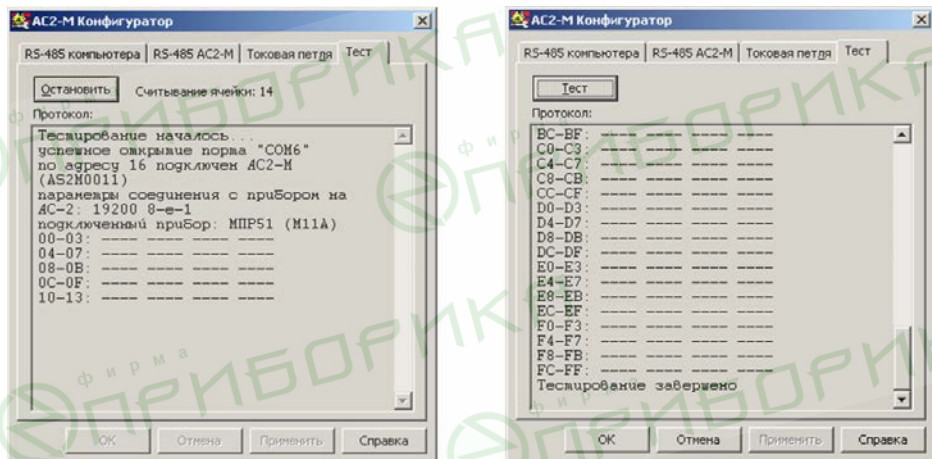 АС2-М Конфигуратор
RS-485 компьютера RS-485 АС2-М Токовая петля Тест
Остановить Считывание ячейки: 14
Протокол:
Тестирование началось...
успешное открытие порта "COM6"
по адресу 16 подключен АС2-М
(AS2M0011)
параметры соединения с прибором на
АС-2: 19200 8-е-1
подключенный прибор: МПР51 (M11A)
00-03: ---- ---- ---- ----
04-07: ---- ---- ---- ----
08-0B: ---- ---- ---- ----
0C-0F: ---- ---- ---- ----
10-13: ---- ---- ---- ----
ОК Отмена Применить Справка
АС2-М Конфигуратор
RS-485 компьютера RS-485 АС2-М Токовая петля Тест
Тест
Протокол:
BC-BF: ---- ---- ---- ----
C0-C3: ---- ---- ---- ----
C4-C7: ---- ---- ---- ----
C8-CB: ---- ---- ---- ----
CC-CF: ---- ---- ---- ----
D0-D3: ---- ---- ---- ----
D4-D7: ---- ---- ---- ----
D8-DB: ---- ---- ---- ----
DC-DF: ---- ---- ---- ----
E0-E3: ---- ---- ---- ----
E4-E7: ---- ---- ---- ----
E8-EB: ---- ---- ---- ----
EC-EF: ---- ---- ---- ----
F0-F3: ---- ---- ---- ----
F4-F7: ---- ---- ---- ----
F8-FB: ---- ---- ---- ----
FC-FF: ---- ---- ---- ----
Тестирование завершено
ОК Отмена Применить Справка
фирма
ПРИБОРИКА